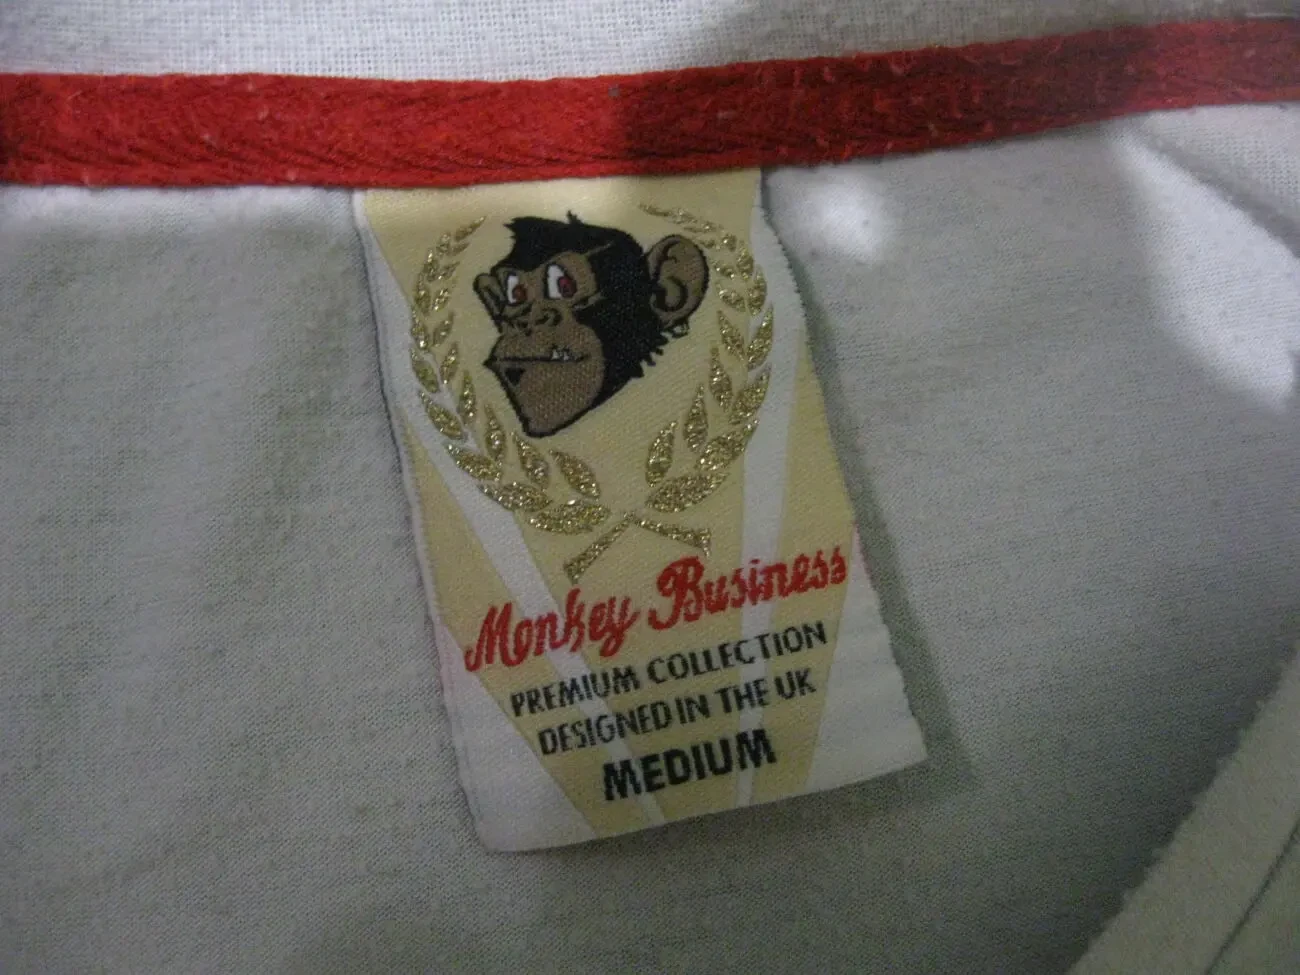 Monkey Business
PREMIUM COLLECTION
DESIGNED IN THE UK
MEDIUM